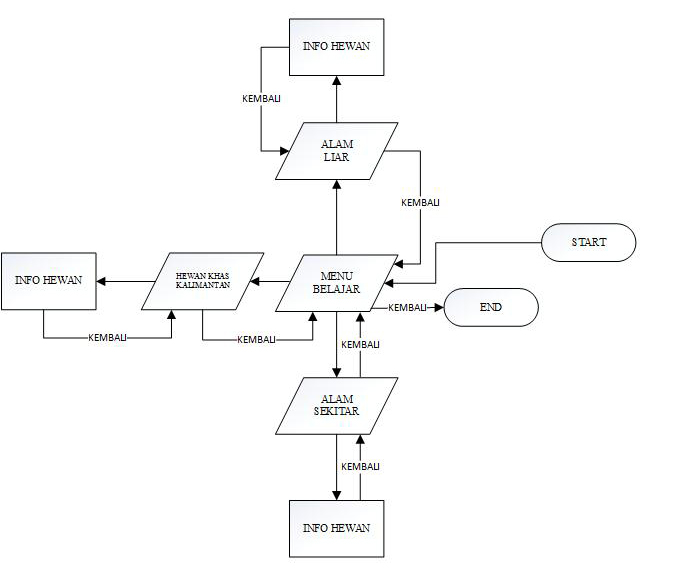 INFO HEWAN
KEMBALI
ALAM
LIAR
KEMBALI
START
INFO HEWAN
HEWAN KHAS
KALIMANTAN
MENU
BELAJAR
KEMBALI
END
KEMBALI
KEMBALI
KEMBALI
ALAM
SEKITAR
KEMBALI
INFO HEWAN